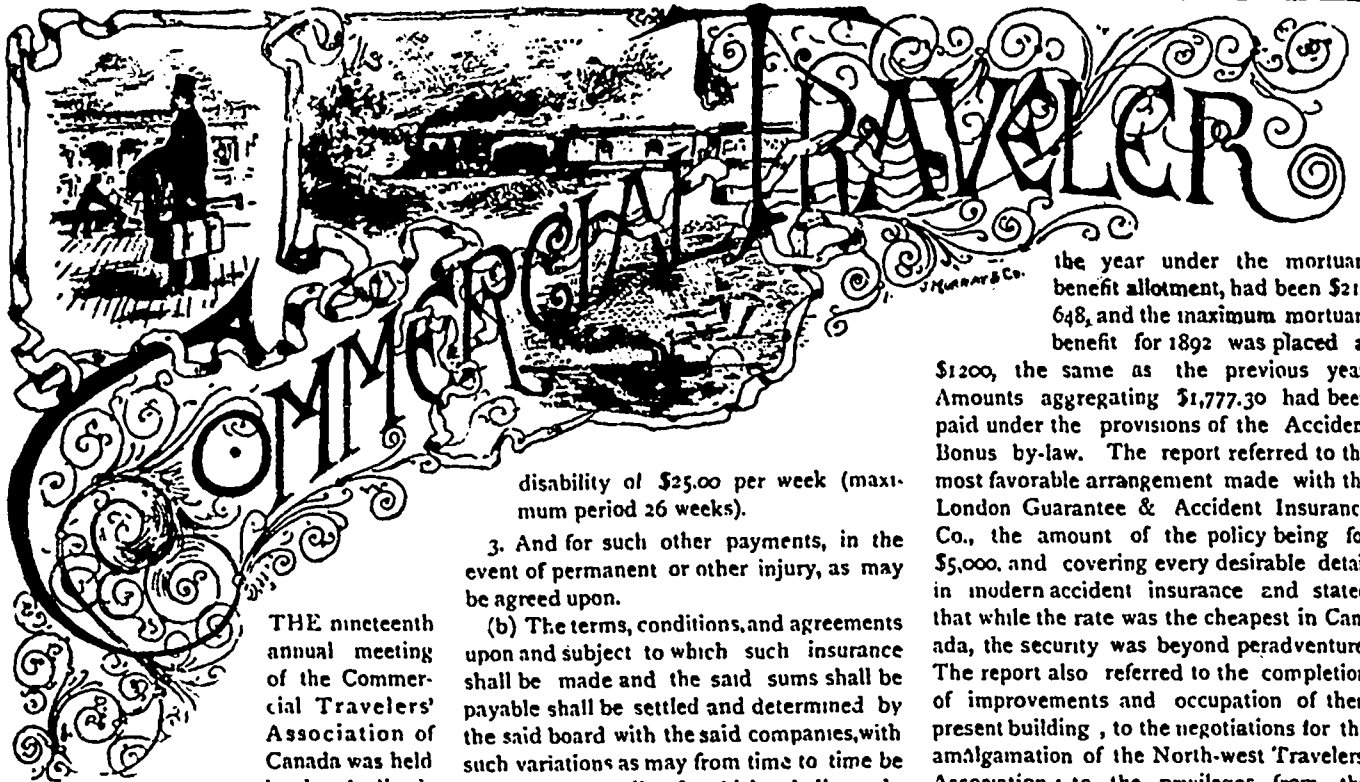 COMMERCIAL TRAVELER
J. MURRAY & Co.
THE nineteenth
annual meeting
of the Commer-
cial Travelers'
Association of
Canada was held
disability of $25.00 per week (maxi-
mum period 26 weeks).
3. And for such other payments, in the
event of permanent or other injury, as may
be agreed upon.
(b) The terms, conditions, and agreements
upon and subject to which such insurance
shall be made and the said sums shall be
payable shall be settled and determined by
the said board with the said companies, with
such variations as may from time to time be
the year under the mortuar
benefit allotment, had been $21
648, and the maximum mortuar
benefit for 1892 was placed a
$1200, the same as the previous year
Amounts aggregating $1,777.30 had been
paid under the provisions of the Acciden
Bonus by-law. The report referred to th
most favorable arrangement made with th
London Guarantee & Accident Insuranc
Co., the amount of the policy being fo
$5,000. and covering every desirable detai
in modern accident insurance and state
that while the rate was the cheapest in Can
ada, the security was beyond peradventure
The report also referred to the completion
of improvements and occupation of thei
present building , to the negotiations for th
amalgamation of the North-west Travelers